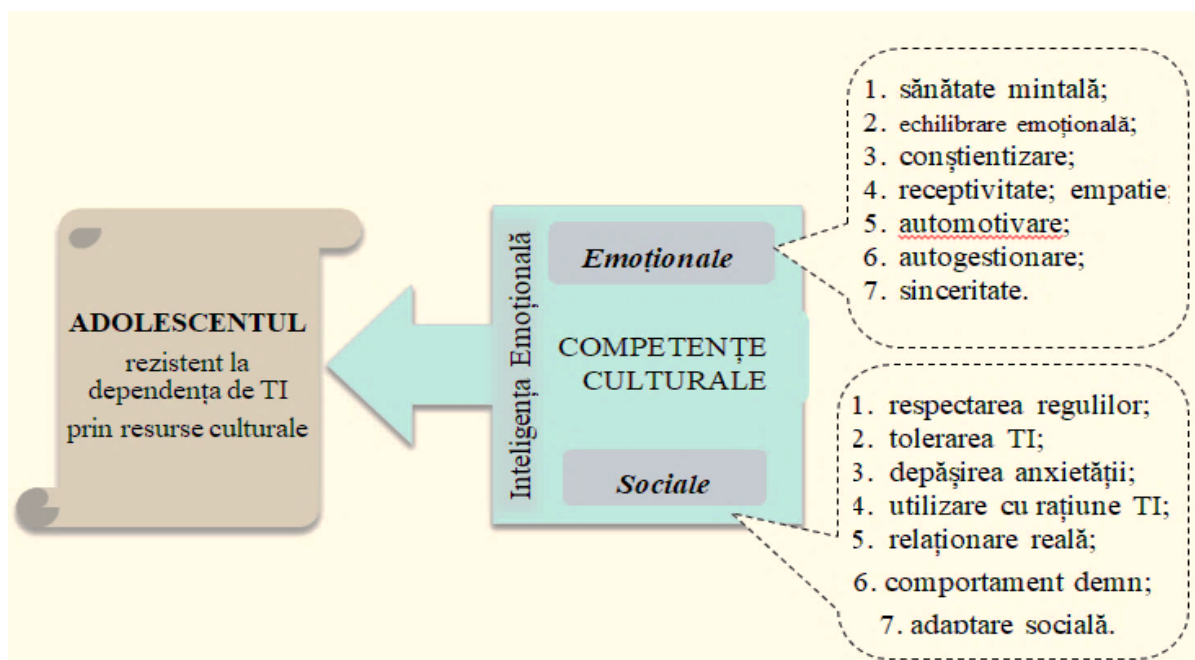 ADOLESCENTUL
rezistent la
dependența de TI
prin resurse culturale
Inteligența Emoțională
Emoționale
COMPETENȚE
CULTURALE
Sociale
1. sănătate mintală;
2. echilibrare emoțională;
3. conștientizare;
4. receptivitate; empatie;
5. automotivare;
6. autogestionare;
7. sinceritate.
1. respectarea regulilor;
2. tolerarea TI;
3. depășirea anxietății;
4. utilizare cu rațiune TI;
5. relaționare reală;
6. comportament demn;
7. adaptare socială.